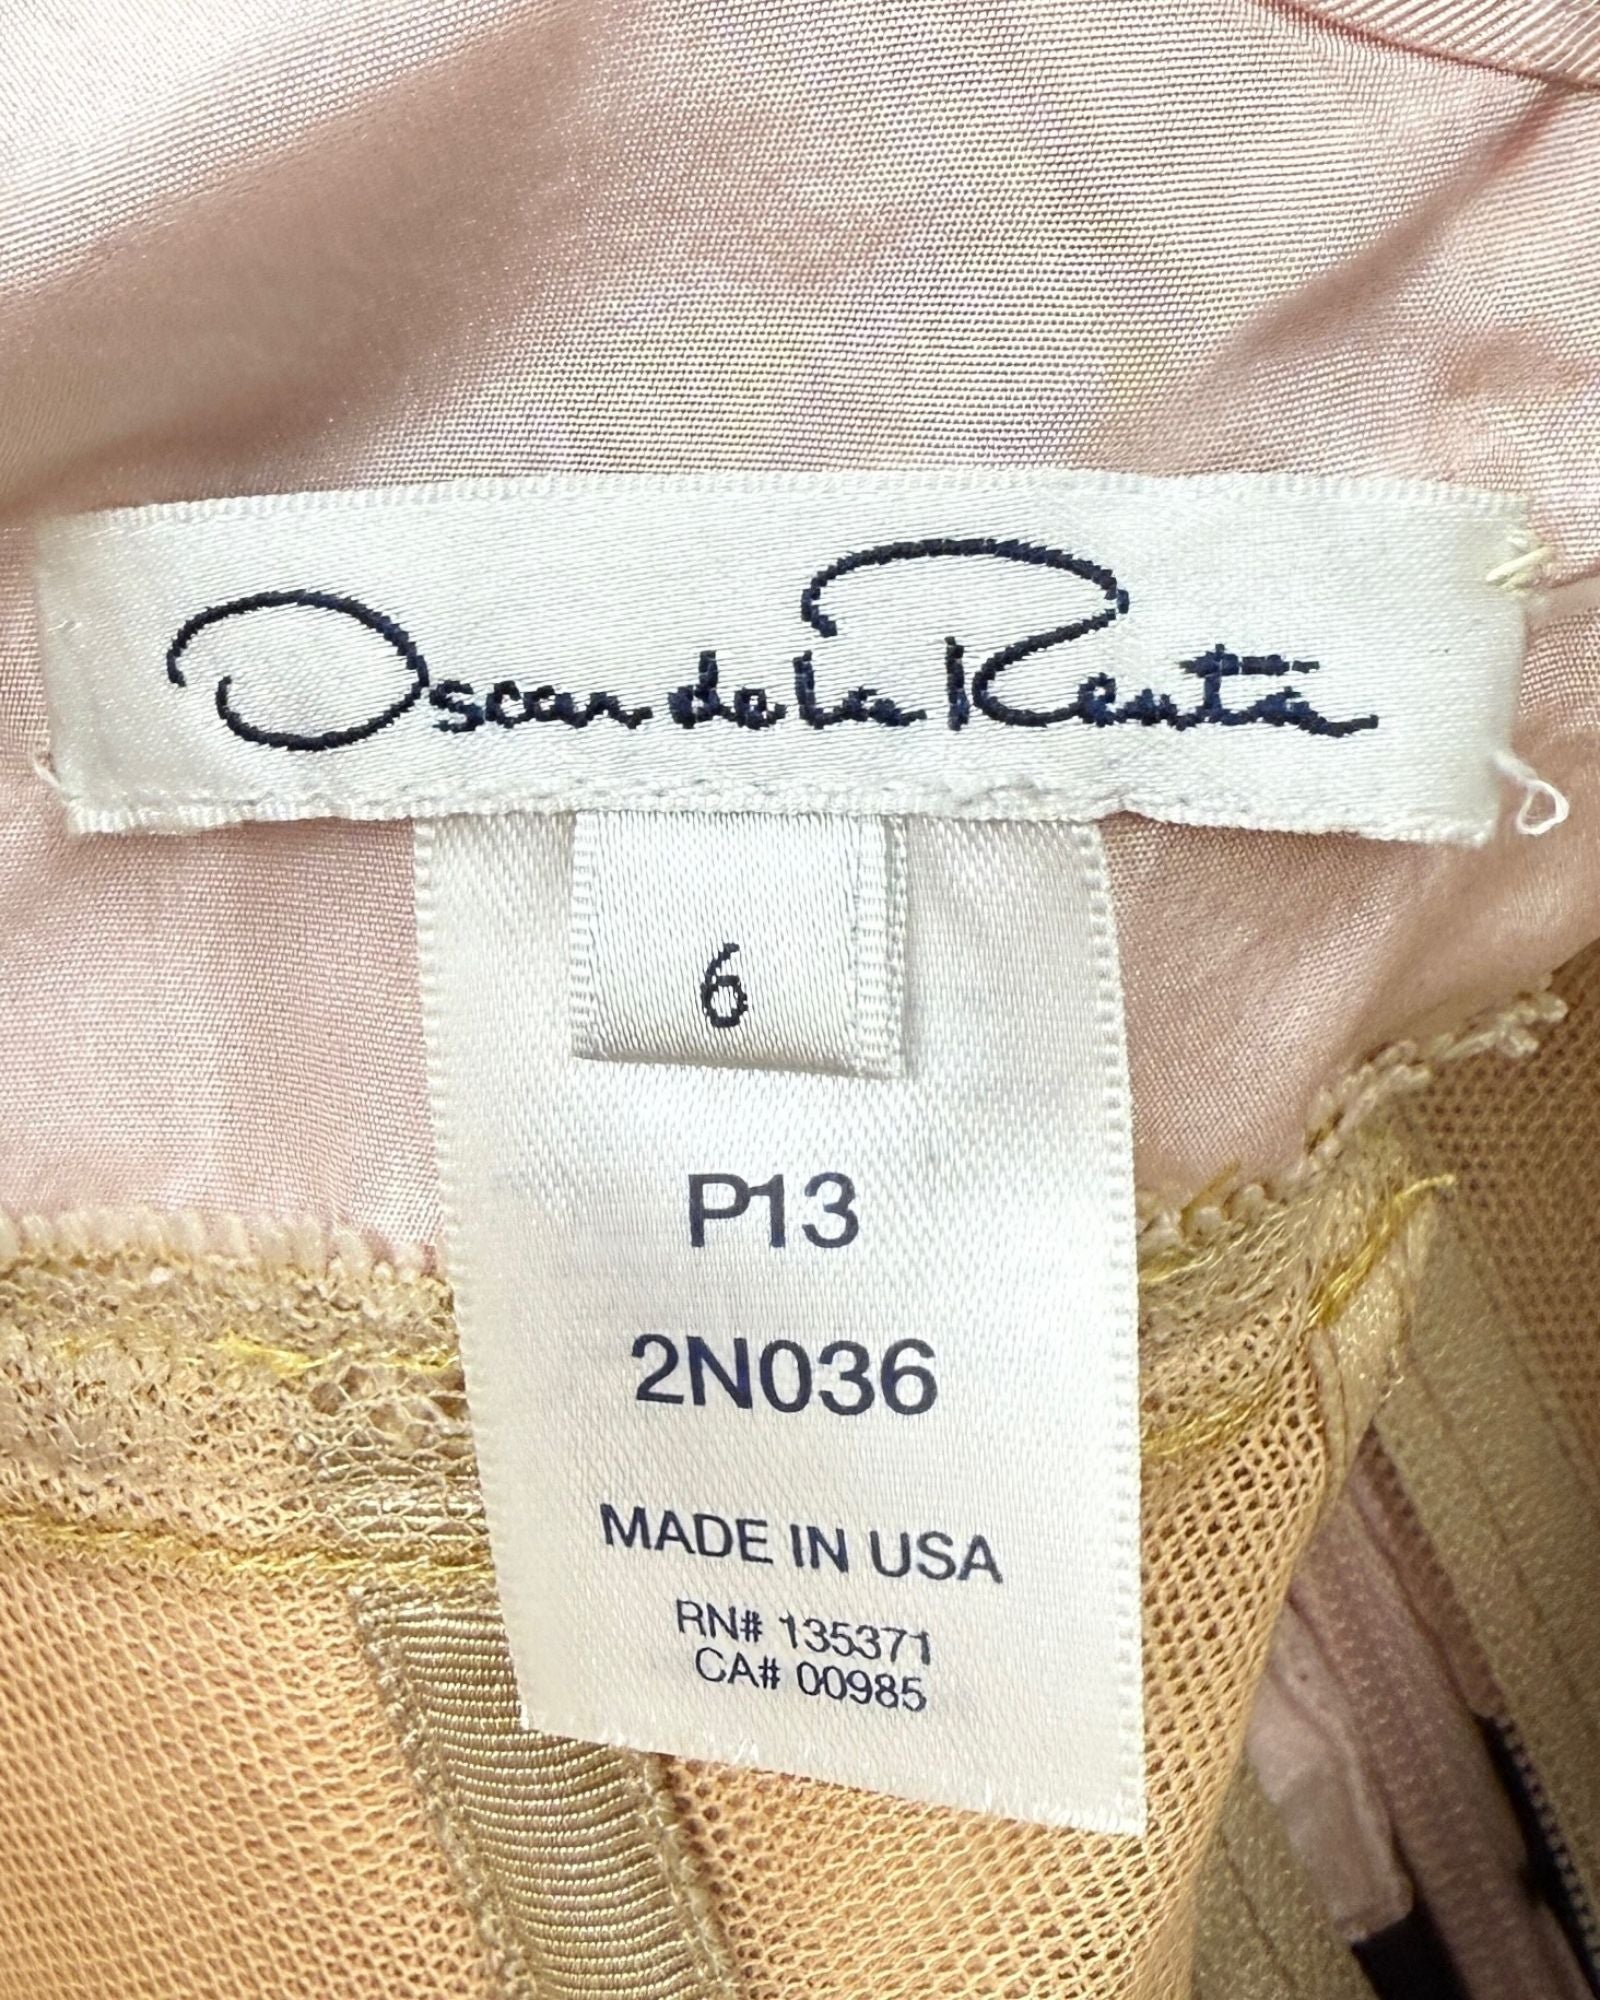 Oscar de la Renta
6
P13
2N036
MADE IN USA
RN# 135371
CA# 00985